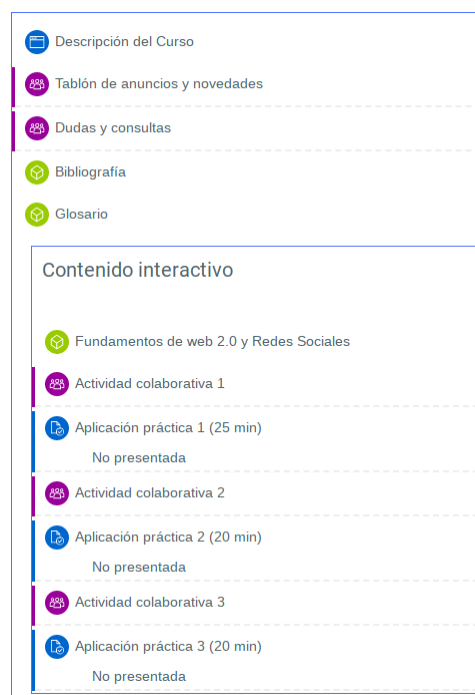 Descripción del Curso
Tablón de anuncios y novedades
Dudas y consultas
Bibliografía
Glosario
Contenido interactivo
Fundamentos de web 2.0 y Redes Sociales
Actividad colaborativa 1
Aplicación práctica 1 (25 min)
No presentada
Actividad colaborativa 2
Aplicación práctica 2 (20 min)
No presentada
Actividad colaborativa 3
Aplicación práctica 3 (20 min)
No presentada